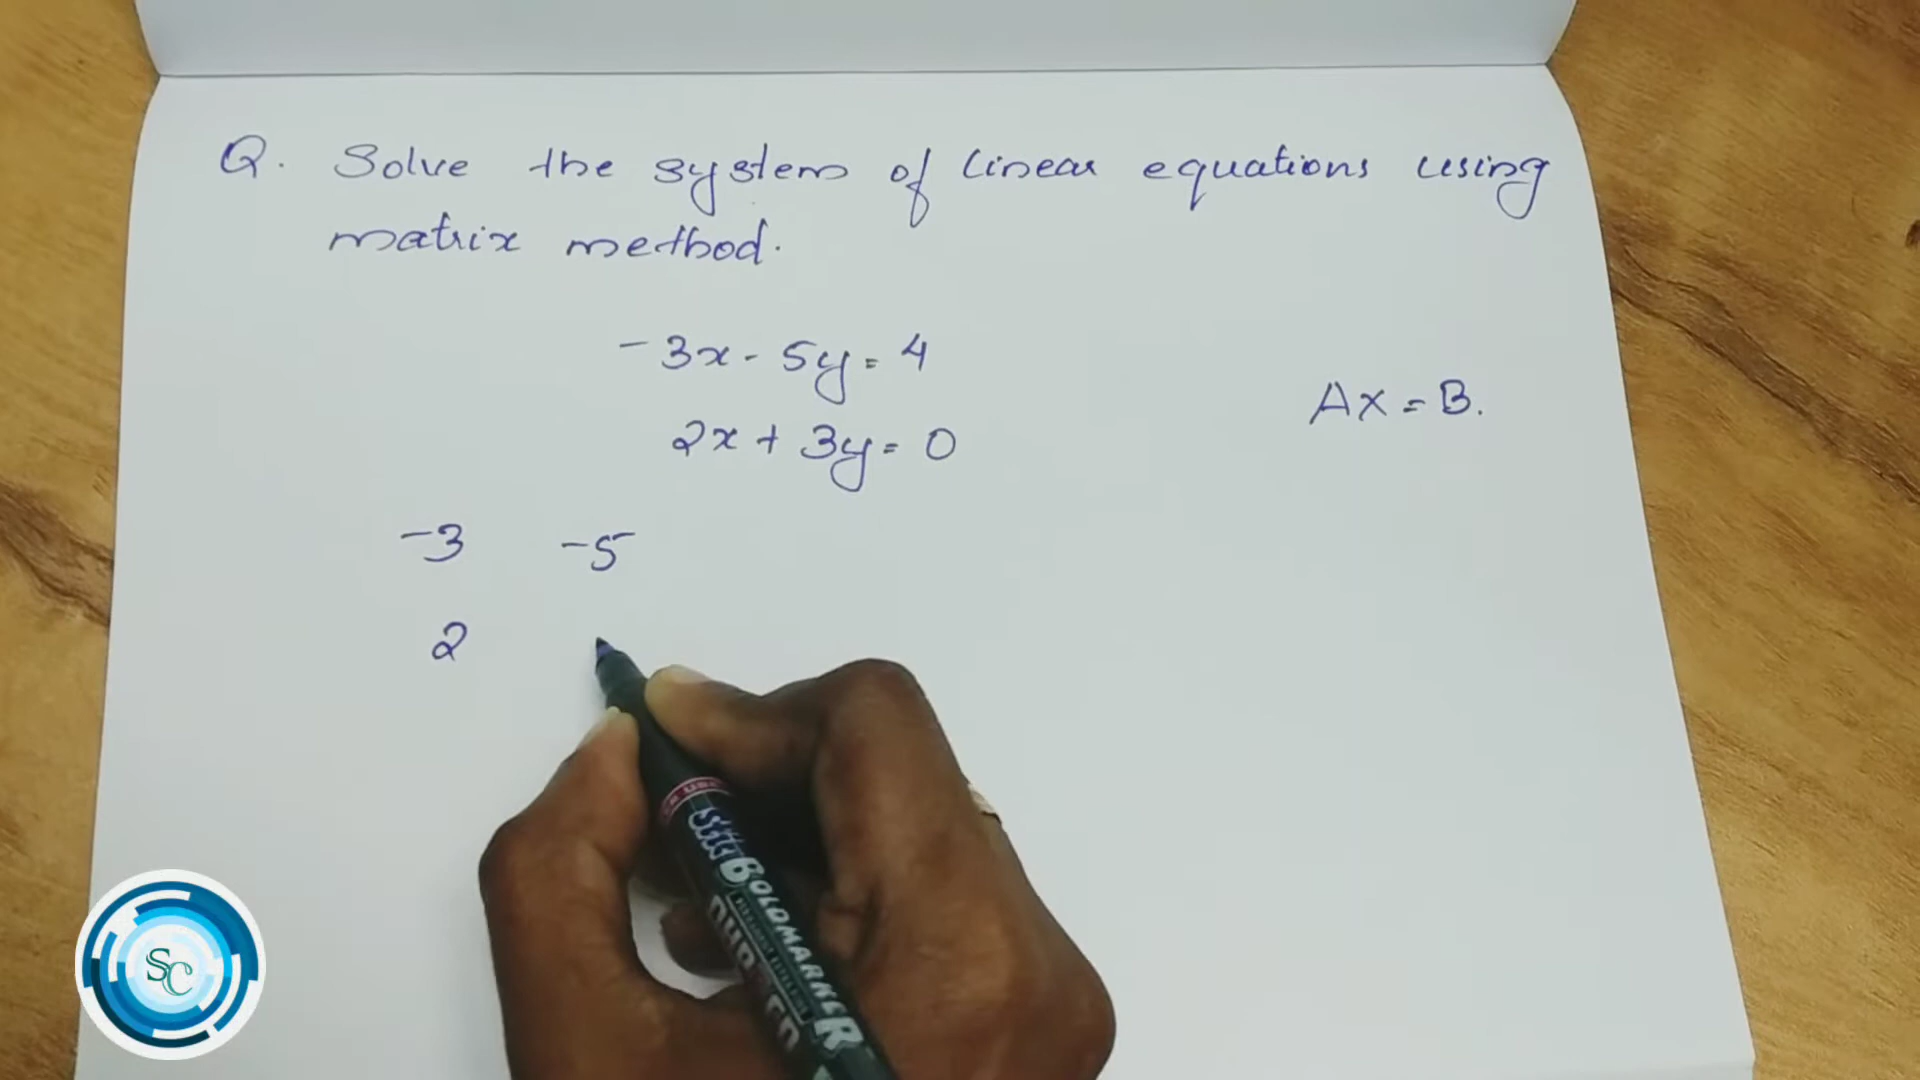 Q. Solve the system of linear equations using
matrix method.
-3x - 5y = 4
2x + 3y = 0
AX = B.
-3 -5
2
BOLDMARKER
SC